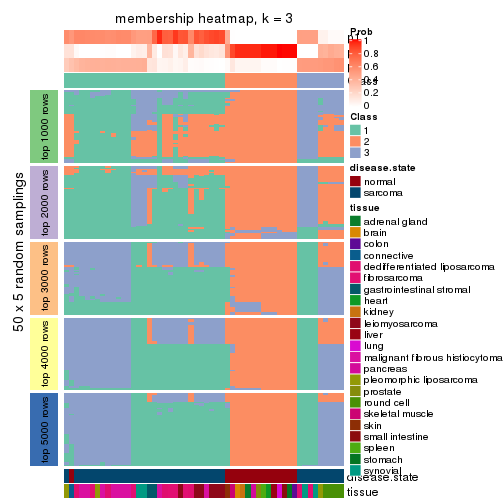 membership heatmap, k = 3
50 x 5 random samplings
top 1000 rows
top 2000 rows
top 3000 rows
top 4000 rows
top 5000 rows
disease.state
tissue
Prob
1
0.8
0.6
0.4
0.2
0
Class
1
2
3
disease.state
normal
sarcoma
tissue
adrenal gland
brain
colon
connective
dedifferentiated liposarcoma
fibrosarcoma
gastrointestinal stromal
heart
kidney
leiomyosarcoma
liver
lung
malignant fibrous histiocytoma
pancreas
pleomorphic liposarcoma
prostate
round cell
skeletal muscle
skin
small intestine
spleen
stomach
synovial